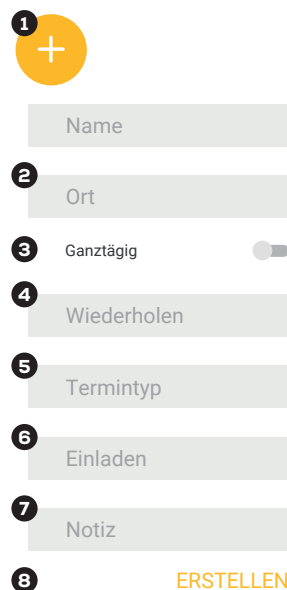 1
+
Name
2
Ort
3 Ganztägig
4
Wiederholen
5
Termintyp
6
Einladen
7
Notiz
8 ERSTELLEN